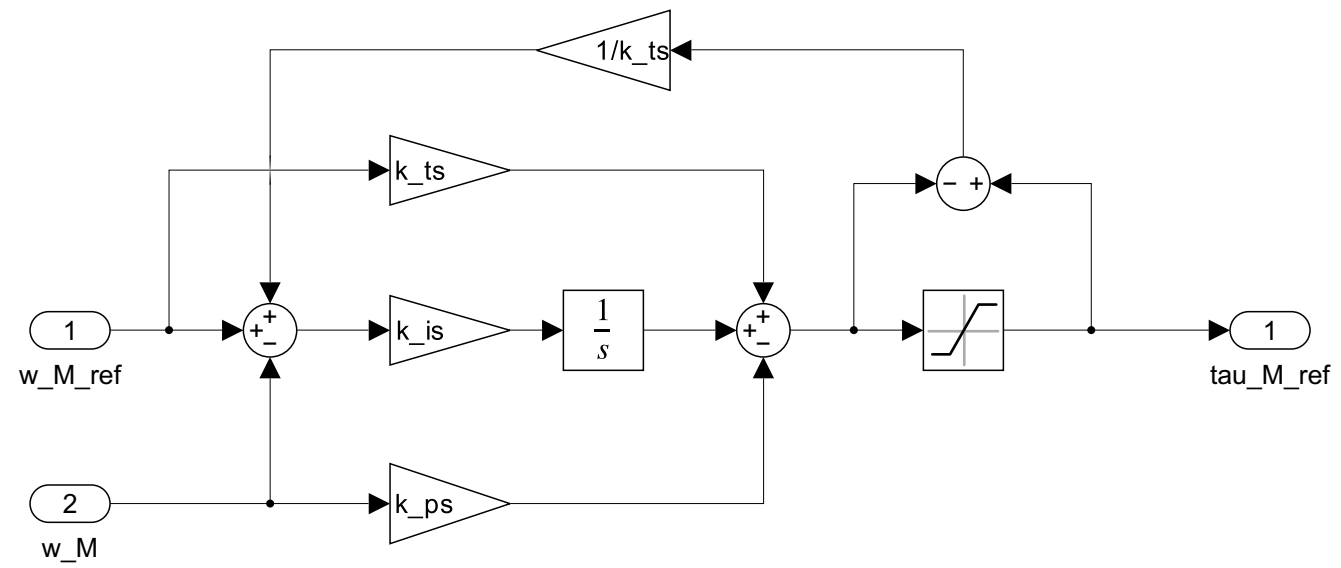 1/k_ts
k_ts
− +
1
w_M_ref
+
+
−
k_is
1
s
+
+
−
1
tau_M_ref
2
w_M
k_ps